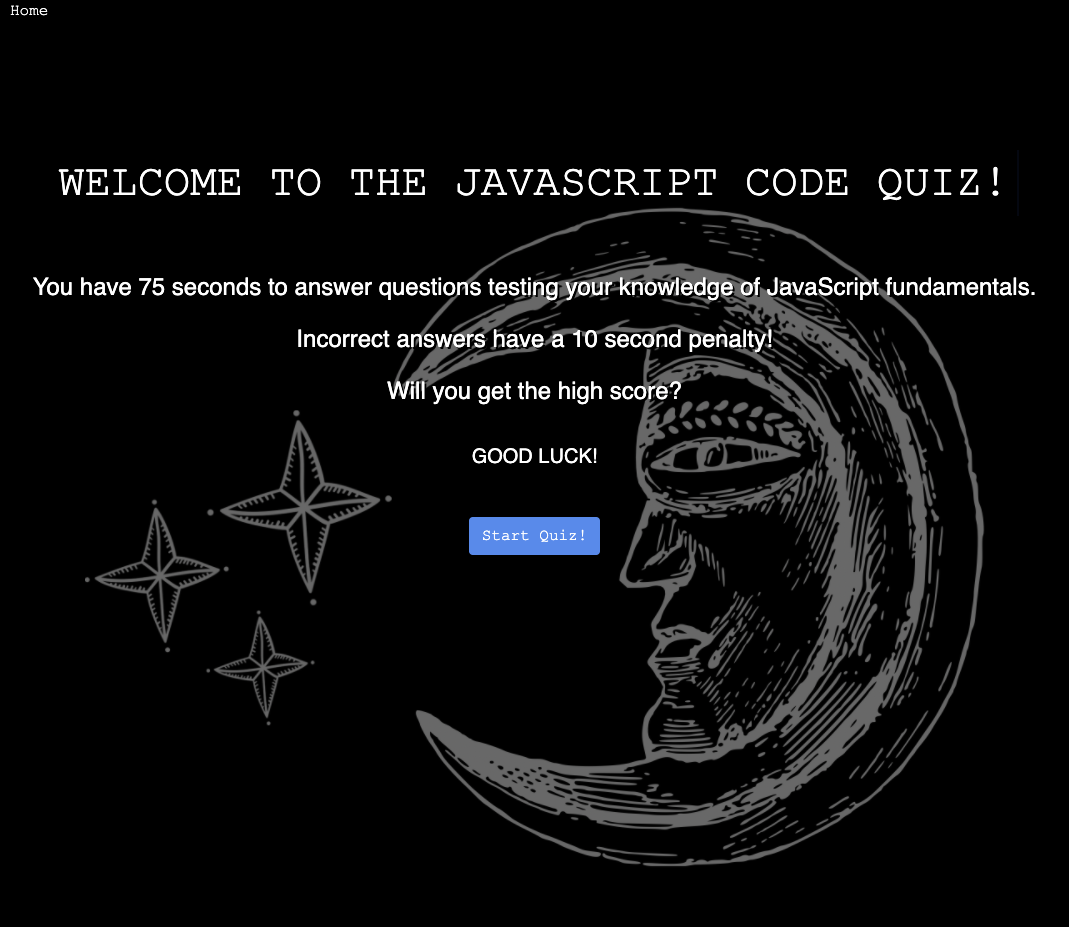 Home
WELCOME TO THE JAVASCRIPT CODE QUIZ!
You have 75 seconds to answer questions testing your knowledge of JavaScript fundamentals.
Incorrect answers have a 10 second penalty!
Will you get the high score?
GOOD LUCK!
Start Quiz!